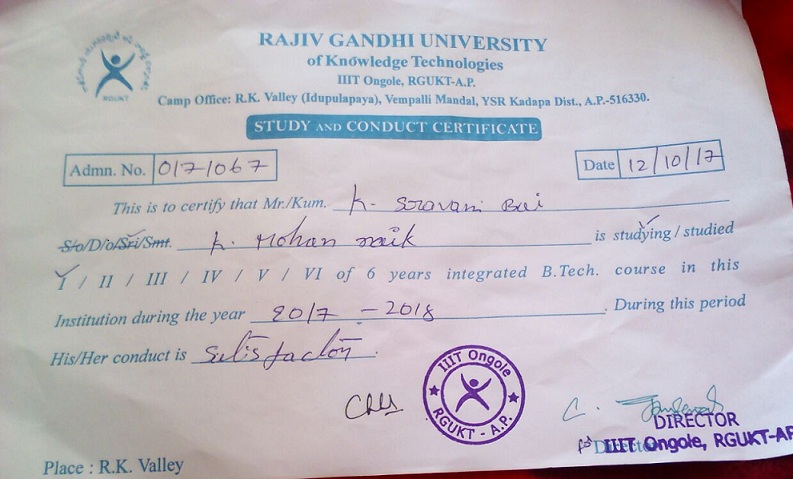 RAJIV GANDHI UNIVERSITY
of Knowledge Technologies
IIIT Ongole, RGUKT-A.P.
Camp Office: R.K. Valley (Idupulapaya), Vempalli Mandal, YSR Kadapa Dist., A.P.-516330.
RGUKT
STUDY AND CONDUCT CERTIFICATE
Admn. No. 0171067
Date 12/10/17
This is to certify that Mr./Kum. K. Sravani Bai
S/o/D/o/Sri/Smt. K. Mohan naik is studying / studied
I / II / III / IV / V / VI of 6 years integrated B.Tech. course in this
Institution during the year 2017 - 2018 . During this period
His/Her conduct is Satisfactory.
IIIT Ongole
RGUKT - A.P.
C.
DIRECTOR
IIIT Ongole, RGUKT-AP
Place : R.K. Valley